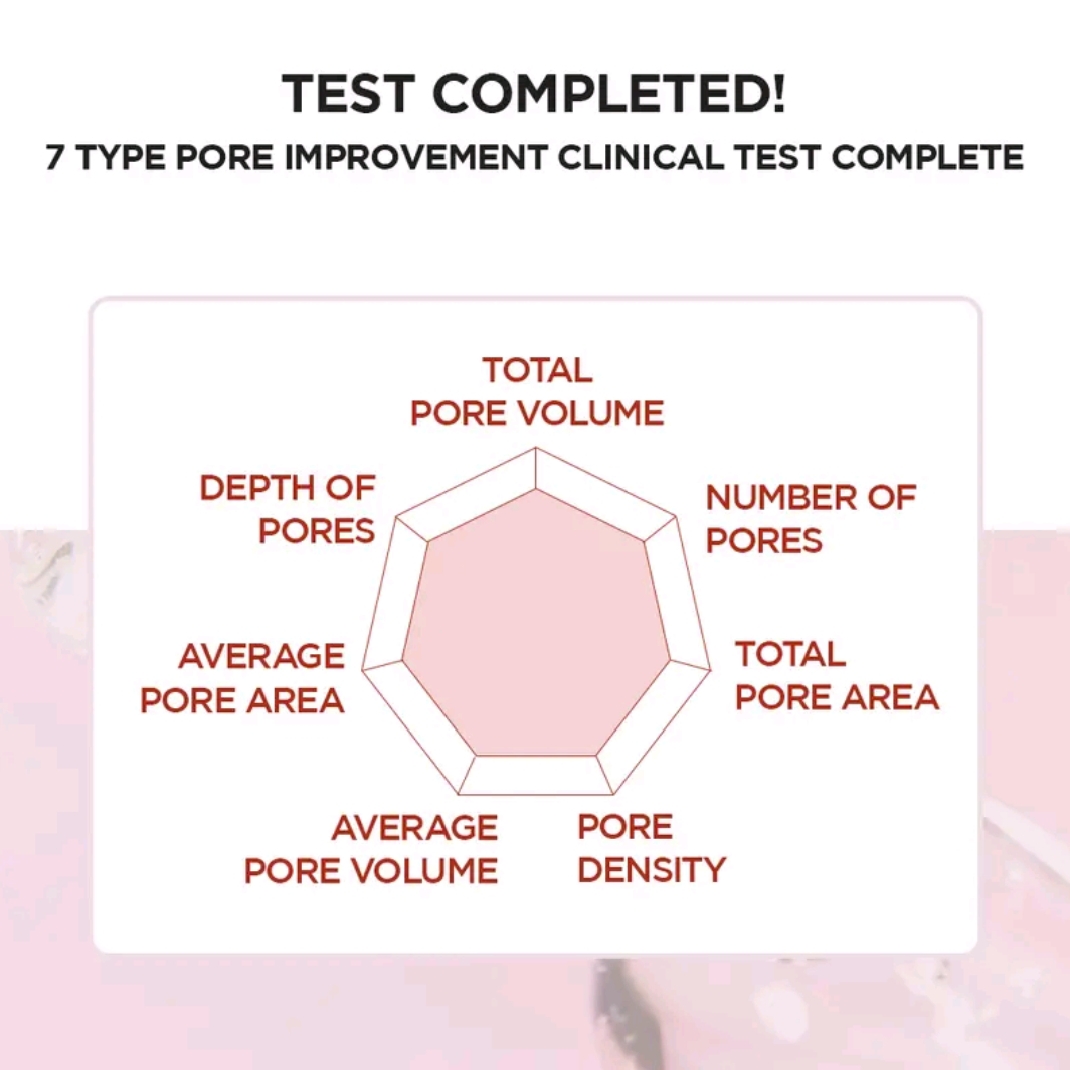 TEST COMPLETED!
7 TYPE PORE IMPROVEMENT CLINICAL TEST COMPLETE
TOTAL
PORE VOLUME
DEPTH OF
PORES
NUMBER OF
PORES
AVERAGE
PORE AREA
TOTAL
PORE AREA
AVERAGE
PORE VOLUME
PORE
DENSITY